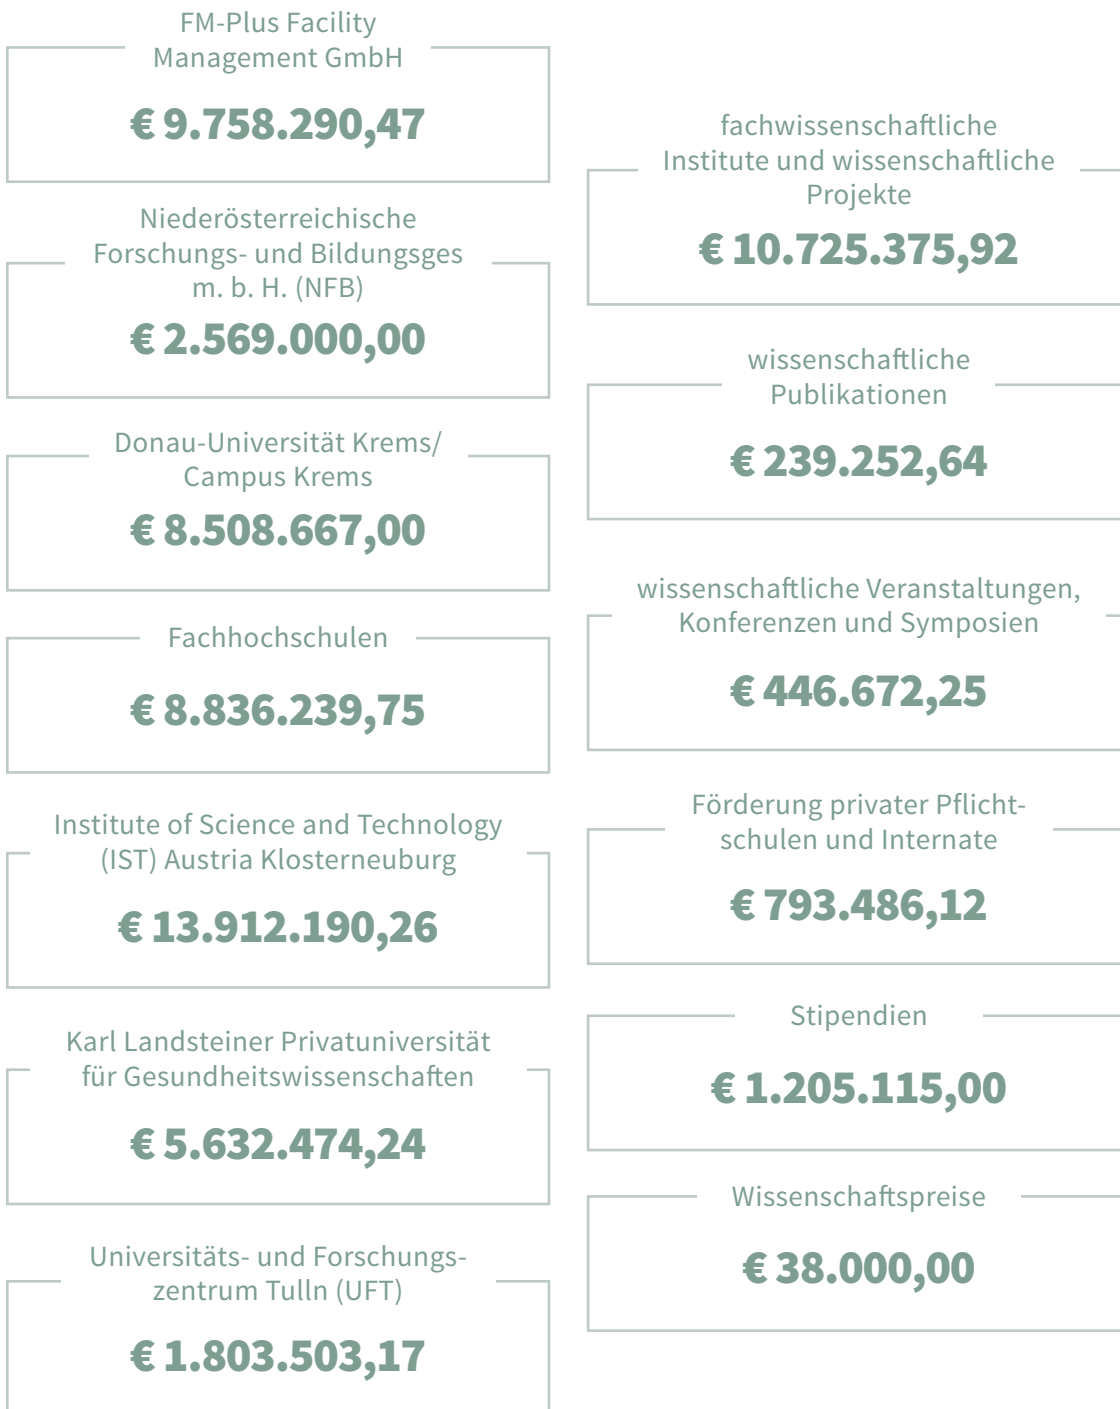 FM-Plus Facility
Management GmbH
€ 9.758.290,47
Niederösterreichische
Forschungs- und Bildungsges
m. b. H. (NFB)
€ 2.569.000,00
Donau-Universität Krems/
Campus Krems
€ 8.508.667,00
Fachhochschulen
€ 8.836.239,75
Institute of Science and Technology
(IST) Austria Klosterneuburg
€ 13.912.190,26
Karl Landsteiner Privatuniversität
für Gesundheitswissenschaften
€ 5.632.474,24
Universitäts- und Forschungs-
zentrum Tulln (UFT)
€ 1.803.503,17
fachwissenschaftliche
Institute und wissenschaftliche
Projekte
€ 10.725.375,92
wissenschaftliche
Publikationen
€ 239.252,64
wissenschaftliche Veranstaltungen,
Konferenzen und Symposien
€ 446.672,25
Förderung privater Pflicht-
schulen und Internate
€ 793.486,12
Stipendien
€ 1.205.115,00
Wissenschaftspreise
€ 38.000,00